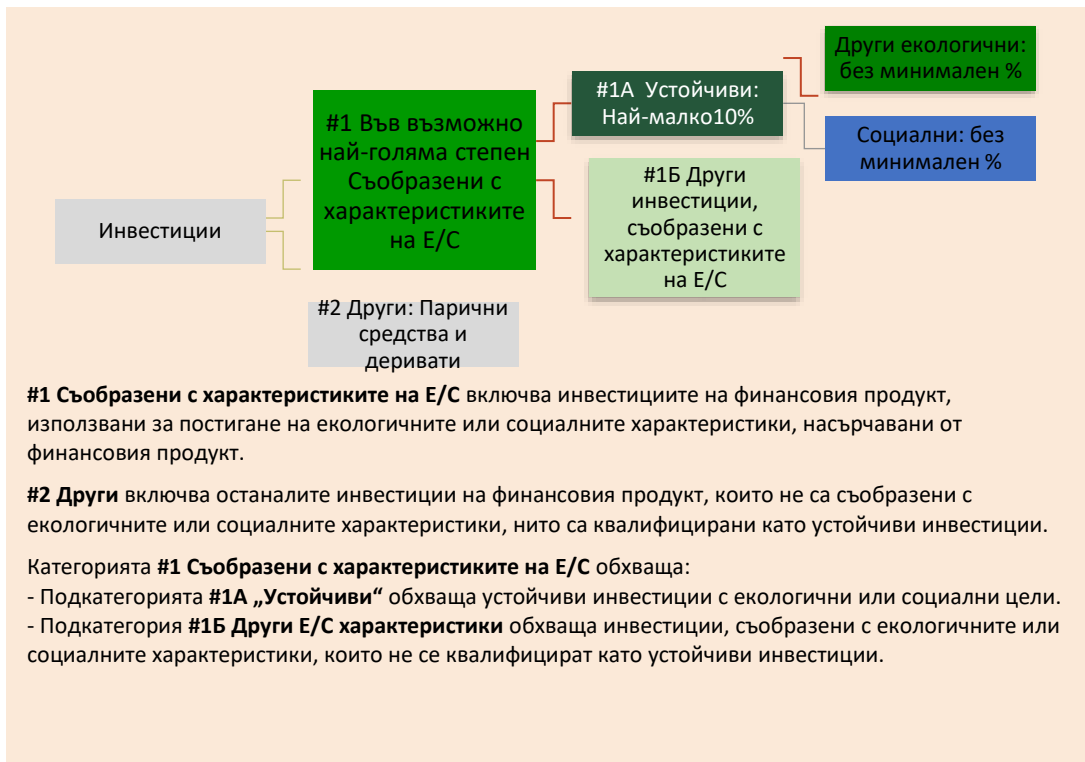 Инвестиции
#1 Във възможно
най-голяма степен
Съобразени с
характеристиките
на Е/С
#2 Други: Парични
средства и
деривати
#1А Устойчиви:
Най-малко10%
#1Б Други
инвестиции,
съобразени с
характеристиките
на Е/С
Други екологични:
без минимален %
Социални: без
минимален %
#1 Съобразени с характеристиките на Е/С включва инвестициите на финансовия продукт,
използвани за постигане на екологичните или социалните характеристики, насърчавани от
финансовия продукт.
#2 Други включва останалите инвестиции на финансовия продукт, които не са съобразени с
екологичните или социалните характеристики, нито са квалифицирани като устойчиви инвестиции.
Категорията #1 Съобразени с характеристиките на Е/С обхваща:
- Подкатегорията #1А „Устойчиви“ обхваща устойчиви инвестиции с екологични или социални цели.
- Подкатегория #1Б Други Е/С характеристики обхваща инвестиции, съобразени с екологичните или
социалните характеристики, които не се квалифицират като устойчиви инвестиции.